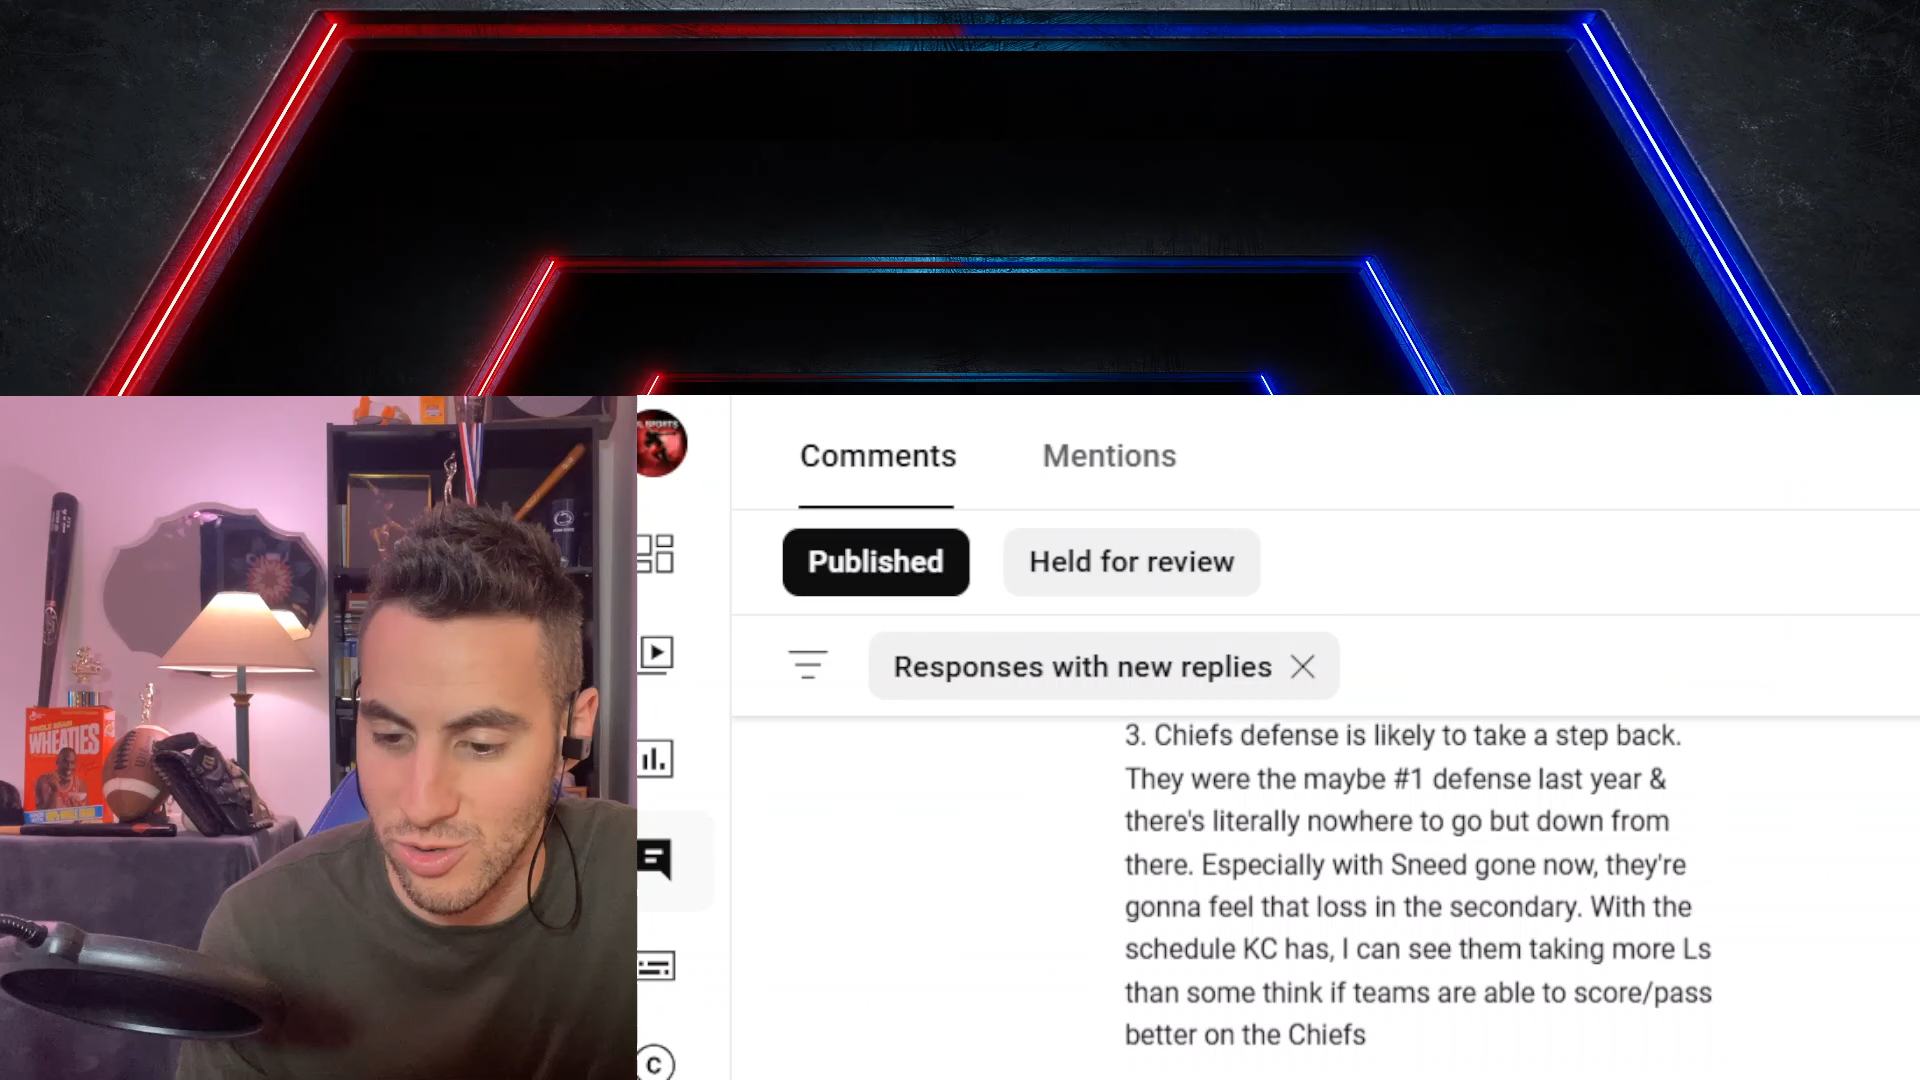 SPORTS
Comments
Mentions
Published
Held for review
Responses with new replies
3. Chiefs defense is likely to take a step back.
They were the maybe #1 defense last year &
there's literally nowhere to go but down from
there. Especially with Sneed gone now, they're
gonna feel that loss in the secondary. With the
schedule KC has, I can see them taking more Ls
than some think if teams are able to score/pass
better on the Chiefs
WHOLE GRAIN
WHEATIES